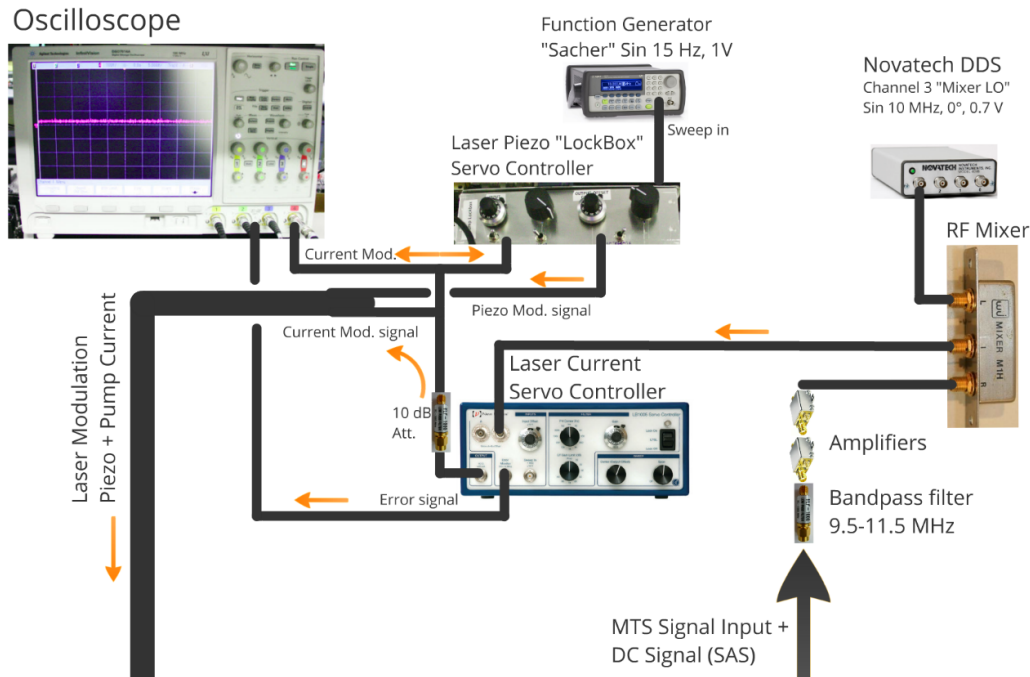 Oscilloscope
Function Generator
"Sacher" Sin 15 Hz, 1V
Novatech DDS
Channel 3 "Mixer LO"
Sin 10 MHz, 0°, 0.7 V
Sweep in
Laser Piezo "LockBox"
Servo Controller
NOVATECH
RF Mixer
Current Mod.
Piezo Mod. signal
Current Mod. signal
L
I
R
MIXER M1H
Laser Current
Servo Controller
Laser Modulation
Piezo + Pump Current
10 dB
Att.
Amplifiers
Error signal
Bandpass filter
9.5-11.5 MHz
MTS Signal Input +
DC Signal (SAS)